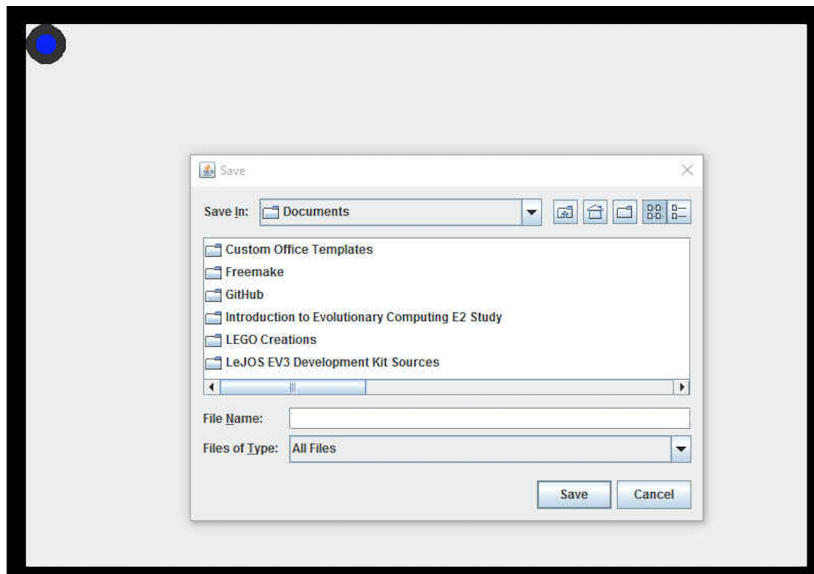 Save
Save In: Documents
Custom Office Templates
Freemake
GitHub
Introduction to Evolutionary Computing E2 Study
LEGO Creations
LeJOS EV3 Development Kit Sources
File Name:
Files of Type: All Files
Save Cancel